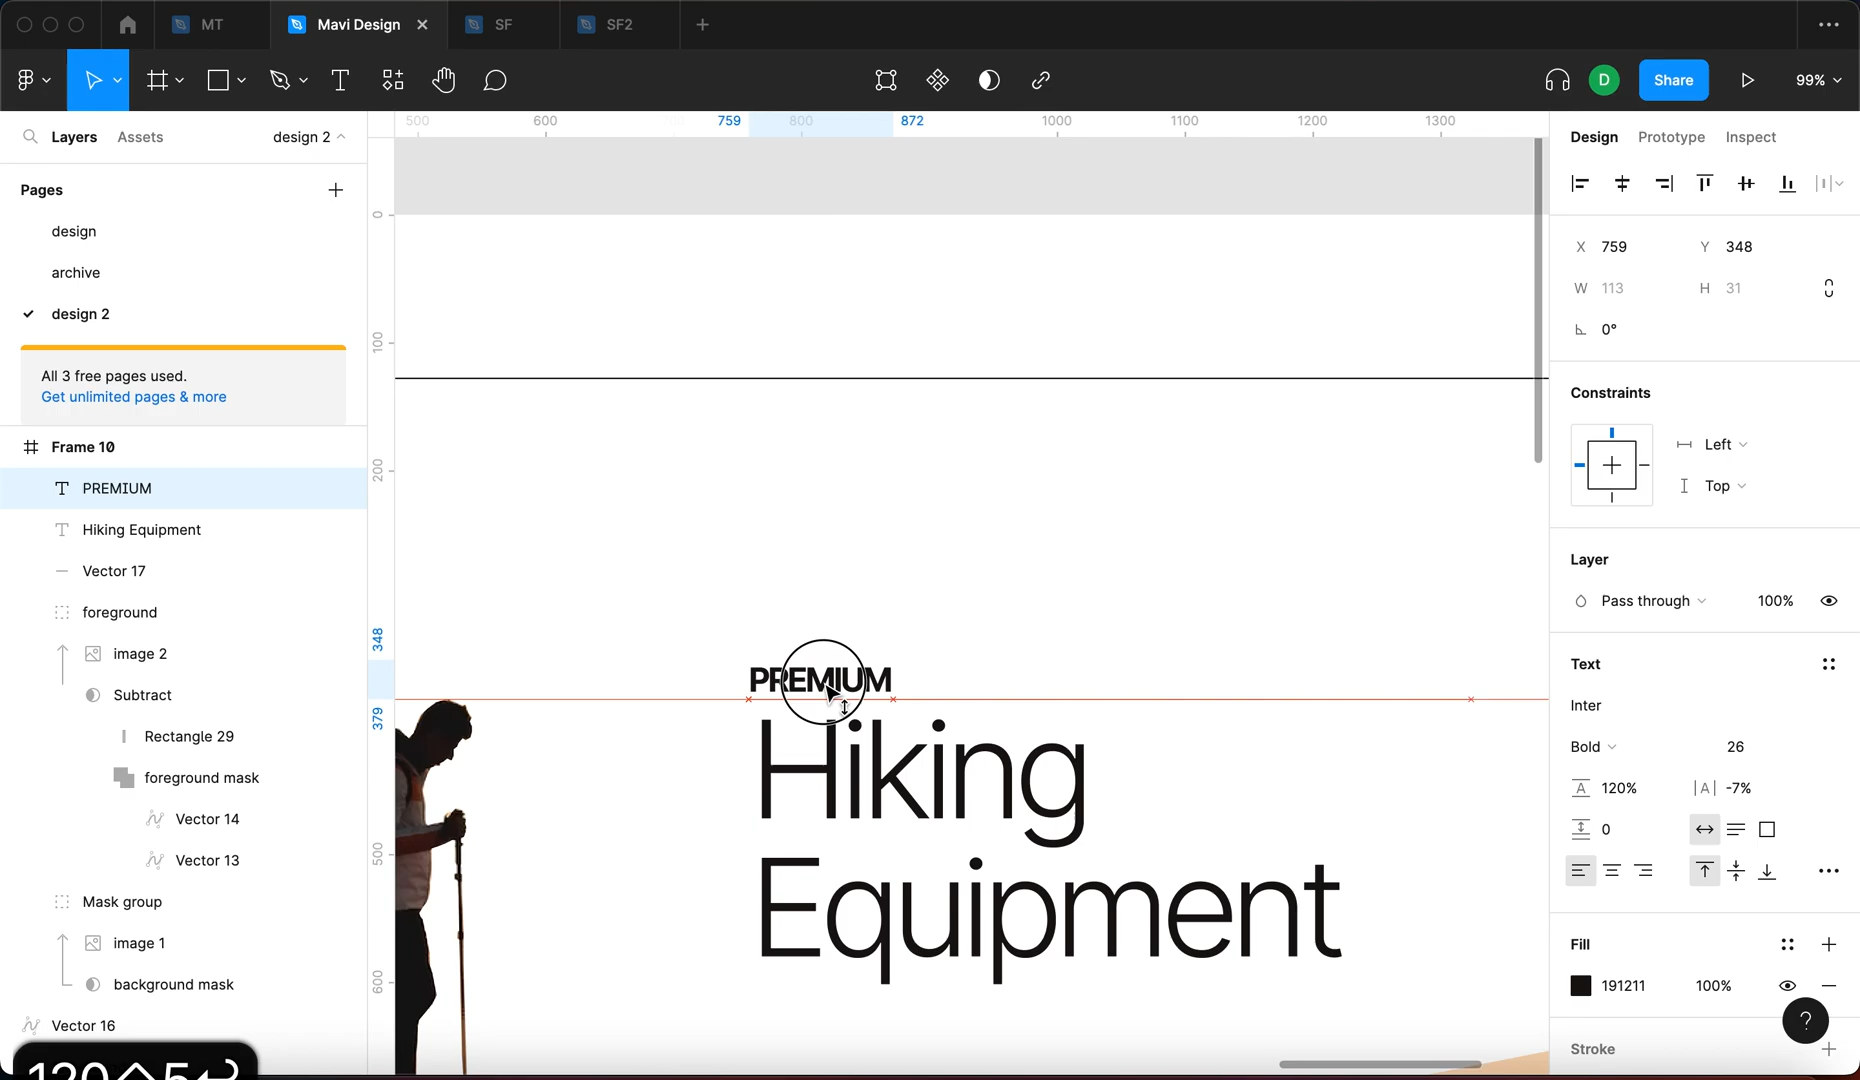 MT
Mavi Design
SF
SF2
D
Share
99%
Layers
Assets
design 2
500
600
759
800
872
1000
1100
1200
1300
Design
Prototype
Inspect
Pages
design
archive
design 2
All 3 free pages used.
Get unlimited pages & more
Frame 10
PREMIUM
Hiking Equipment
Vector 17
foreground
image 2
Subtract
Rectangle 29
foreground mask
Vector 14
Vector 13
Mask group
image 1
background mask
Vector 16
120^5
0
100
200
348
379
500
600
PREMIUM
Hiking
Equipment
X 759
Y 348
W 113
H 31
0°
Constraints
Left
Top
Layer
Pass through
100%
Text
Inter
Bold
26
120%
|A| -7%
0
Fill
191211
100%
?
Stroke